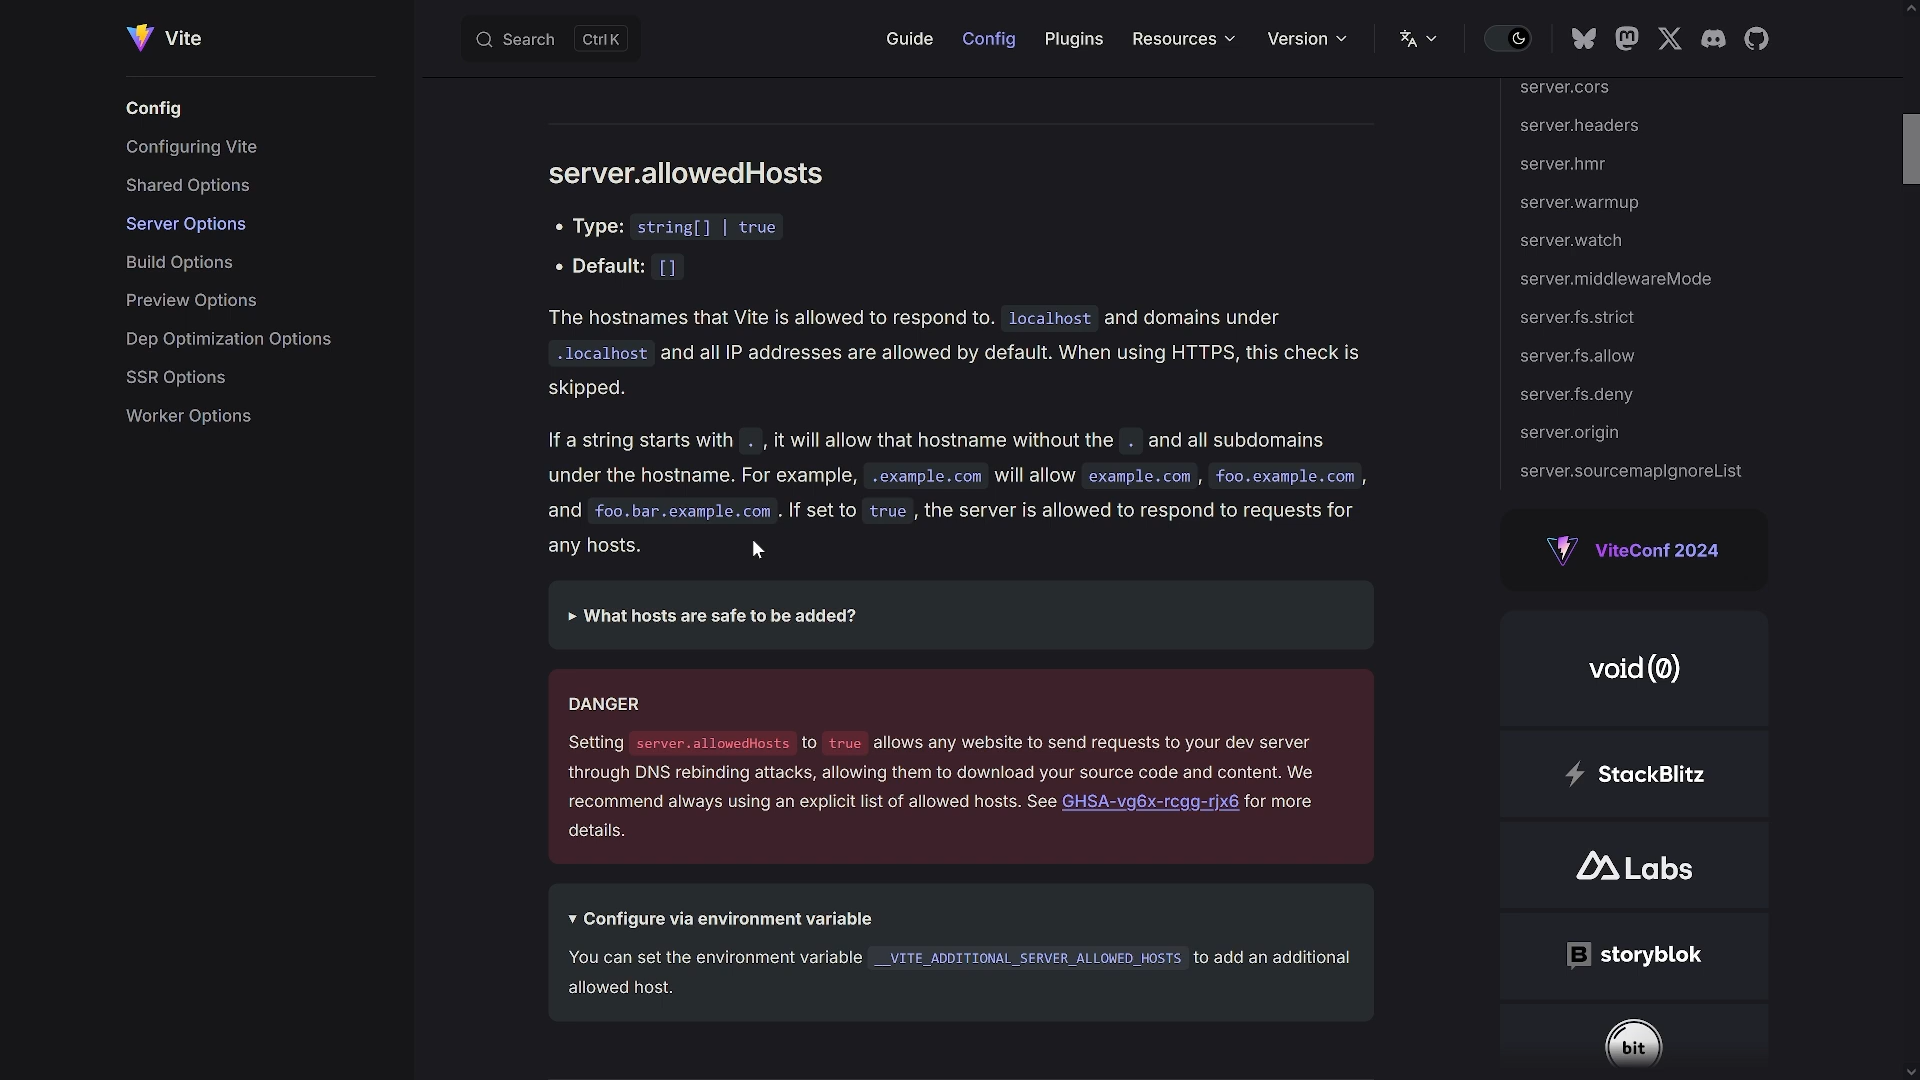 Vite
Search Ctrl K
Guide Config Plugins Resources Version
Config
Configuring Vite
Shared Options
Server Options
Build Options
Preview Options
Dep Optimization Options
SSR Options
Worker Options
server.allowedHosts
• Type: string[] | true
• Default: []
The hostnames that Vite is allowed to respond to. localhost and domains under
.localhost and all IP addresses are allowed by default. When using HTTPS, this check is
skipped.
If a string starts with ., it will allow that hostname without the . and all subdomains
under the hostname. For example, .example.com will allow example.com, foo.example.com,
and foo.bar.example.com. If set to true, the server is allowed to respond to requests for
any hosts.
▸ What hosts are safe to be added?
DANGER
Setting server.allowedHosts to true allows any website to send requests to your dev server
through DNS rebinding attacks, allowing them to download your source code and content. We
recommend always using an explicit list of allowed hosts. See GHSA-vg6x-rcgg-rjx6 for more
details.
▾ Configure via environment variable
You can set the environment variable __VITE_ADDITIONAL_SERVER_ALLOWED_HOSTS to add an additional
allowed host.
server.cors
server.headers
server.hmr
server.warmup
server.watch
server.middlewareMode
server.fs.strict
server.fs.allow
server.fs.deny
server.origin
server.sourcemapIgnoreList
ViteConf 2024
void(0)
StackBlitz
Labs
storyblok
bit